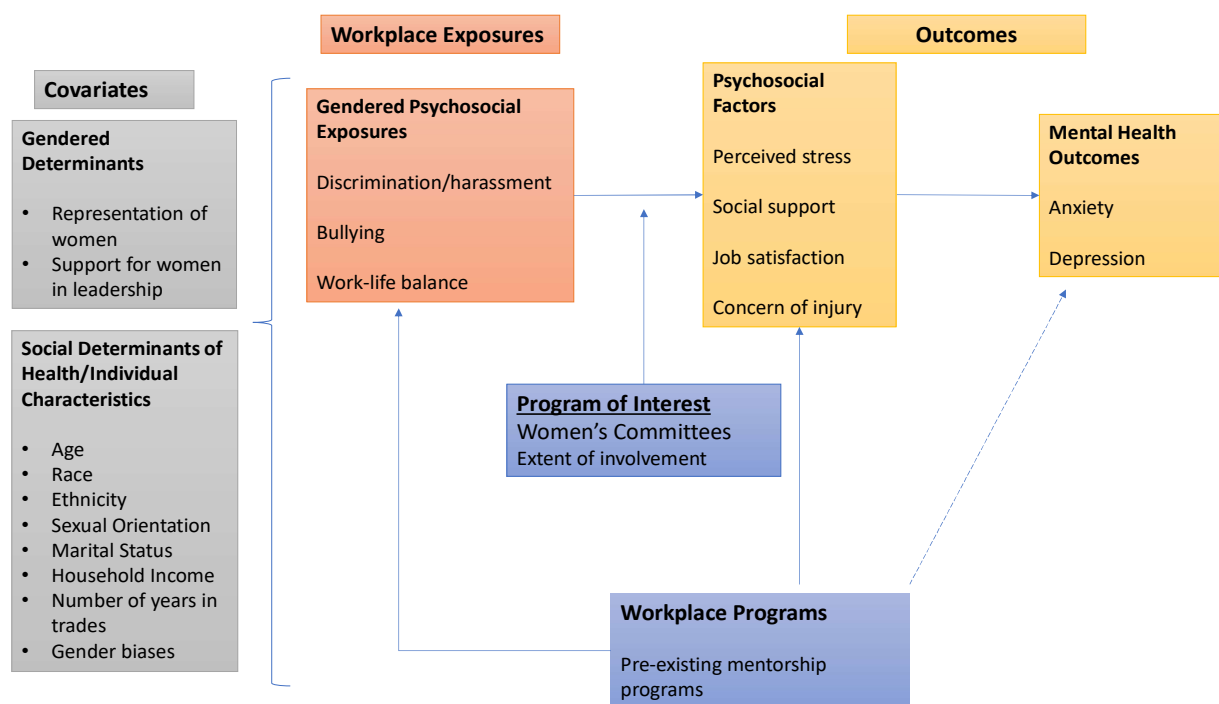 Workplace Exposures
Outcomes
Covariates
Gendered
Determinants
• Representation of
women
• Support for women
in leadership
Social Determinants of
Health/Individual
Characteristics
• Age
• Race
• Ethnicity
• Sexual Orientation
• Marital Status
• Household Income
• Number of years in
trades
• Gender biases
Gendered Psychosocial
Exposures
Discrimination/harassment
Bullying
Work-life balance
Psychosocial
Factors
Perceived stress
Social support
Job satisfaction
Concern of injury
Mental Health
Outcomes
Anxiety
Depression
Program of Interest
Women’s Committees
Extent of involvement
Workplace Programs
Pre-existing mentorship
programs